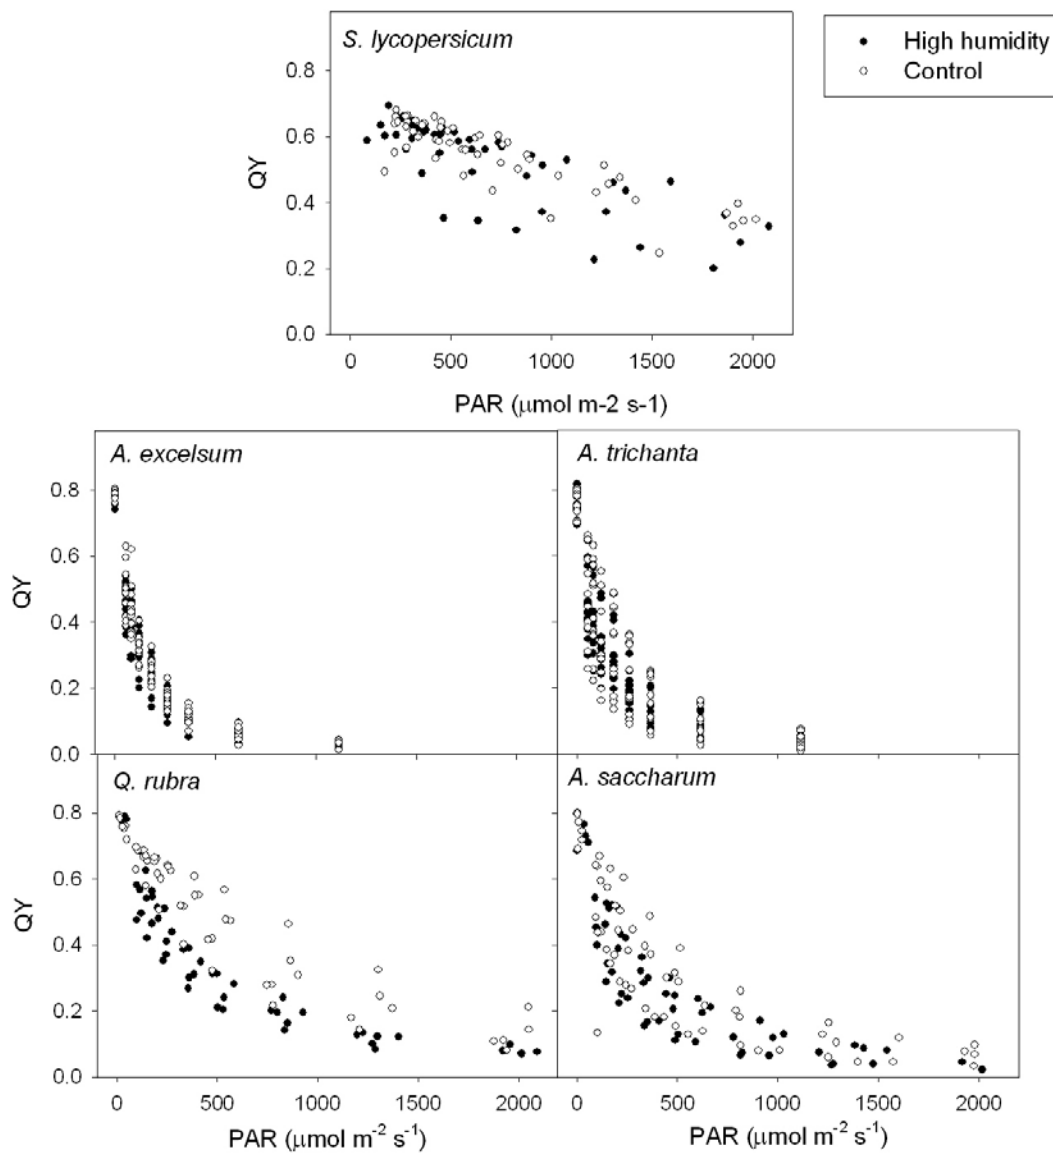 S. lycopersicum
High humidity
Control
0.8
0.6
0.4
0.2
0.0
QY
0 500 1000 1500 2000
PAR (μmol m-2 s-1)
A. excelsum
A. trichanta
0.8
0.6
0.4
0.2
0.0
QY
Q. rubra
A. saccharum
0.8
0.6
0.4
0.2
0.0
QY
0 500 1000 1500 2000 0 500 1000 1500 2000
PAR (μmol m⁻² s⁻¹) PAR (μmol m⁻² s⁻¹)